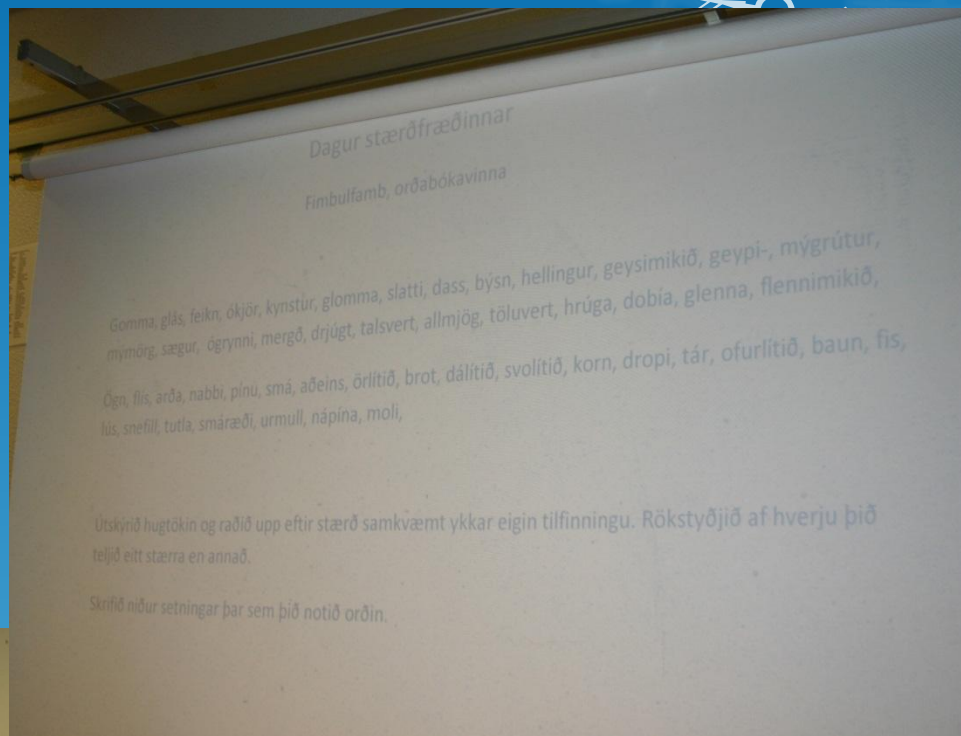 Dagur stærðfræðinnar
Fimbulfamb, orðabókavinna
Gomma, glás, feikn, ókjör, kynstur, glomma, slatti, dass, býsn, hellingur, geysimikið, geypi-, mýgrútur,
mýmörg, sægur, ógrynni, mergð, drjúgt, talsvert, allmjög, töluvert, hrúga, dobía, glenna, flennimikið,
Ögn, flís, arða, nabbi, pínu, smá, aðeins, örlítið, brot, dálítið, svolítið, korn, dropi, tár, ofurlítið, baun, fis,
lús, snefill, tutla, smáræði, urmull, nápína, moli,
Útskýrið hugtökin og raðið upp eftir stærð samkvæmt ykkar eigin tilfinningu. Rökstyðjið af hverju þið
teljið eitt stærra en annað.
Skrifið niður setningar þar sem þið notið orðin.